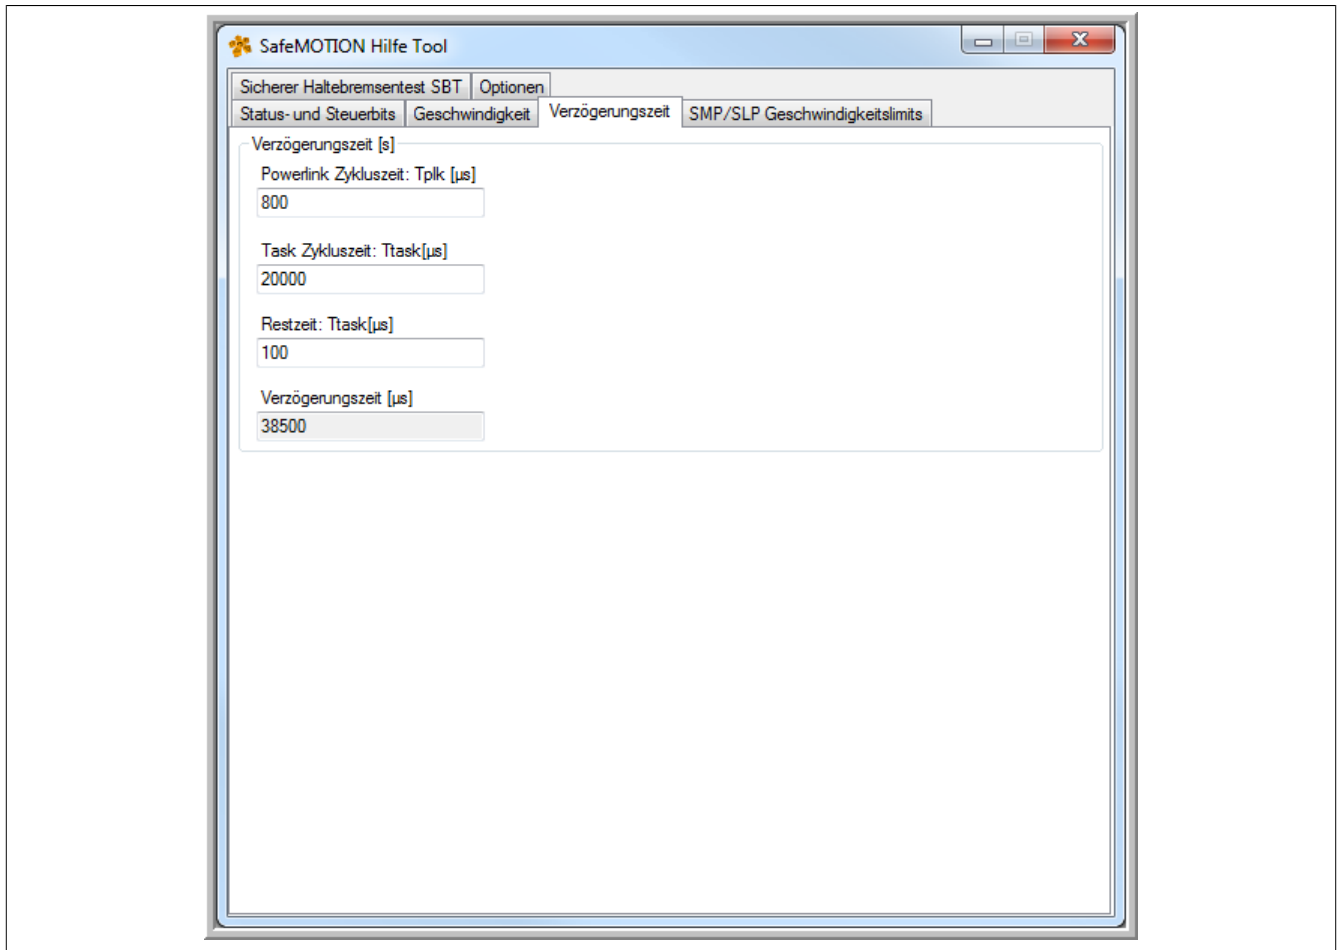 SafeMOTION Hilfe Tool
Sicherer Haltebremsentest SBT Optionen
Status- und Steuerbits Geschwindigkeit Verzögerungszeit SMP/SLP Geschwindigkeitslimits
Verzögerungszeit [s]
Powerlink Zykluszeit: Tplk [µs]
800
Task Zykluszeit: Ttask[µs]
20000
Restzeit: Ttask[µs]
100
Verzögerungszeit [µs]
38500